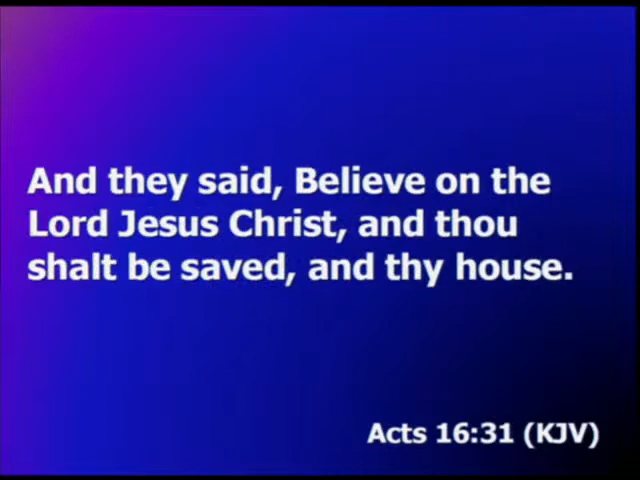 And they said, Believe on the
Lord Jesus Christ, and thou
shalt be saved, and thy house.
Acts 16:31 (KJV)